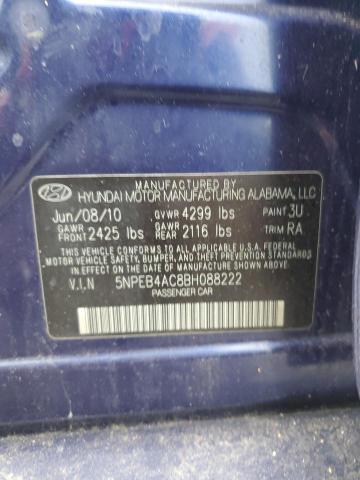 MANUFACTURED BY
HYUNDAI MOTOR MANUFACTURING ALABAMA, LLC
Jun/08/10 GVWR 4299 lbs PAINT 3U
GAWR FRONT 2425 lbs GAWR REAR 2116 lbs TRIM RA
THIS VEHICLE CONFORMS TO ALL APPLICABLE
U.S. FEDERAL MOTOR VEHICLE SAFETY,
BUMPER, AND THEFT PREVENTION STANDARDS
IN EFFECT ON THE DATE OF MANUFACTURE
SHOWN ABOVE.
V.I.N 5NPEB4AC8BH088222
PASSENGER CAR